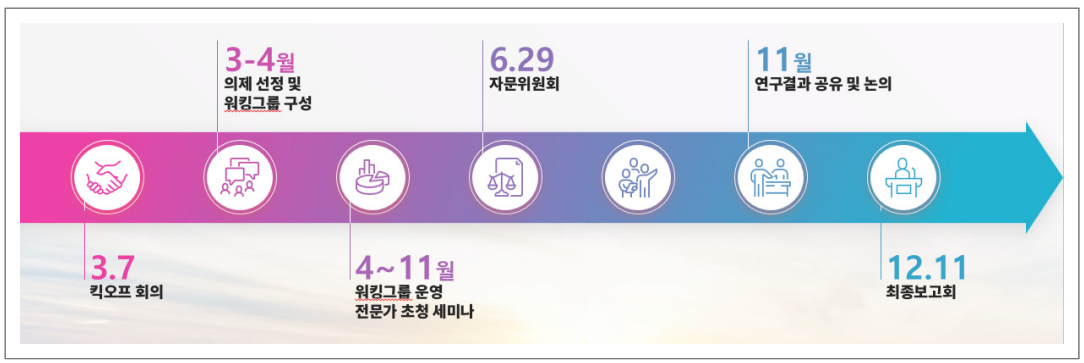 3.7
킥오프 회의
3-4월
의제 선정 및
워킹그룹 구성
4~11월
워킹그룹 운영
전문가 초청 세미나
6.29
자문위원회
11월
연구결과 공유 및 논의
12.11
최종보고회